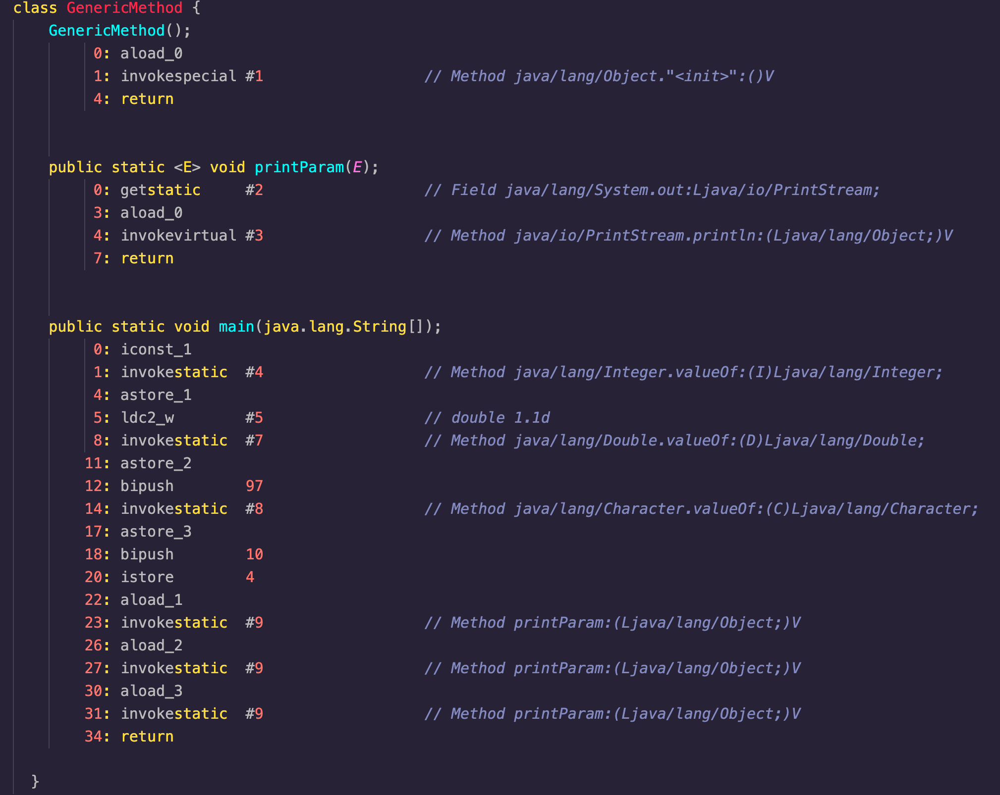 class GenericMethod {
    GenericMethod();
         0: aload_0
         1: invokespecial #1                  // Method java/lang/Object."<init>":()V
         4: return
    public static <E> void printParam(E);
         0: getstatic     #2                  // Field java/lang/System.out:Ljava/io/PrintStream;
         3: aload_0
         4: invokevirtual #3                  // Method java/io/PrintStream.println:(Ljava/lang/Object;)V
         7: return
    public static void main(java.lang.String[]);
         0: iconst_1
         1: invokestatic  #4                  // Method java/lang/Integer.valueOf:(I)Ljava/lang/Integer;
         4: astore_1
         5: ldc2_w        #5                  // double 1.1d
         8: invokestatic  #7                  // Method java/lang/Double.valueOf:(D)Ljava/lang/Double;
        11: astore_2
        12: bipush        97
        14: invokestatic  #8                  // Method java/lang/Character.valueOf:(C)Ljava/lang/Character;
        17: astore_3
        18: bipush        10
        20: istore        4
        22: aload_1
        23: invokestatic  #9                  // Method printParam:(Ljava/lang/Object;)V
        26: aload_2
        27: invokestatic  #9                  // Method printParam:(Ljava/lang/Object;)V
        30: aload_3
        31: invokestatic  #9                  // Method printParam:(Ljava/lang/Object;)V
        34: return
  }